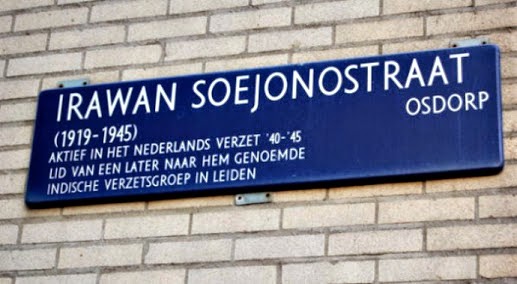 IRAWAN SOEJONOSTRAAT
OSDORP
(1919-1945)
AKTIEF IN HET NEDERLANDS VERZET '40-'45
LID VAN EEN LATER NAAR HEM GENOEMDE
INDISCHE VERZETSGROEP IN LEIDEN